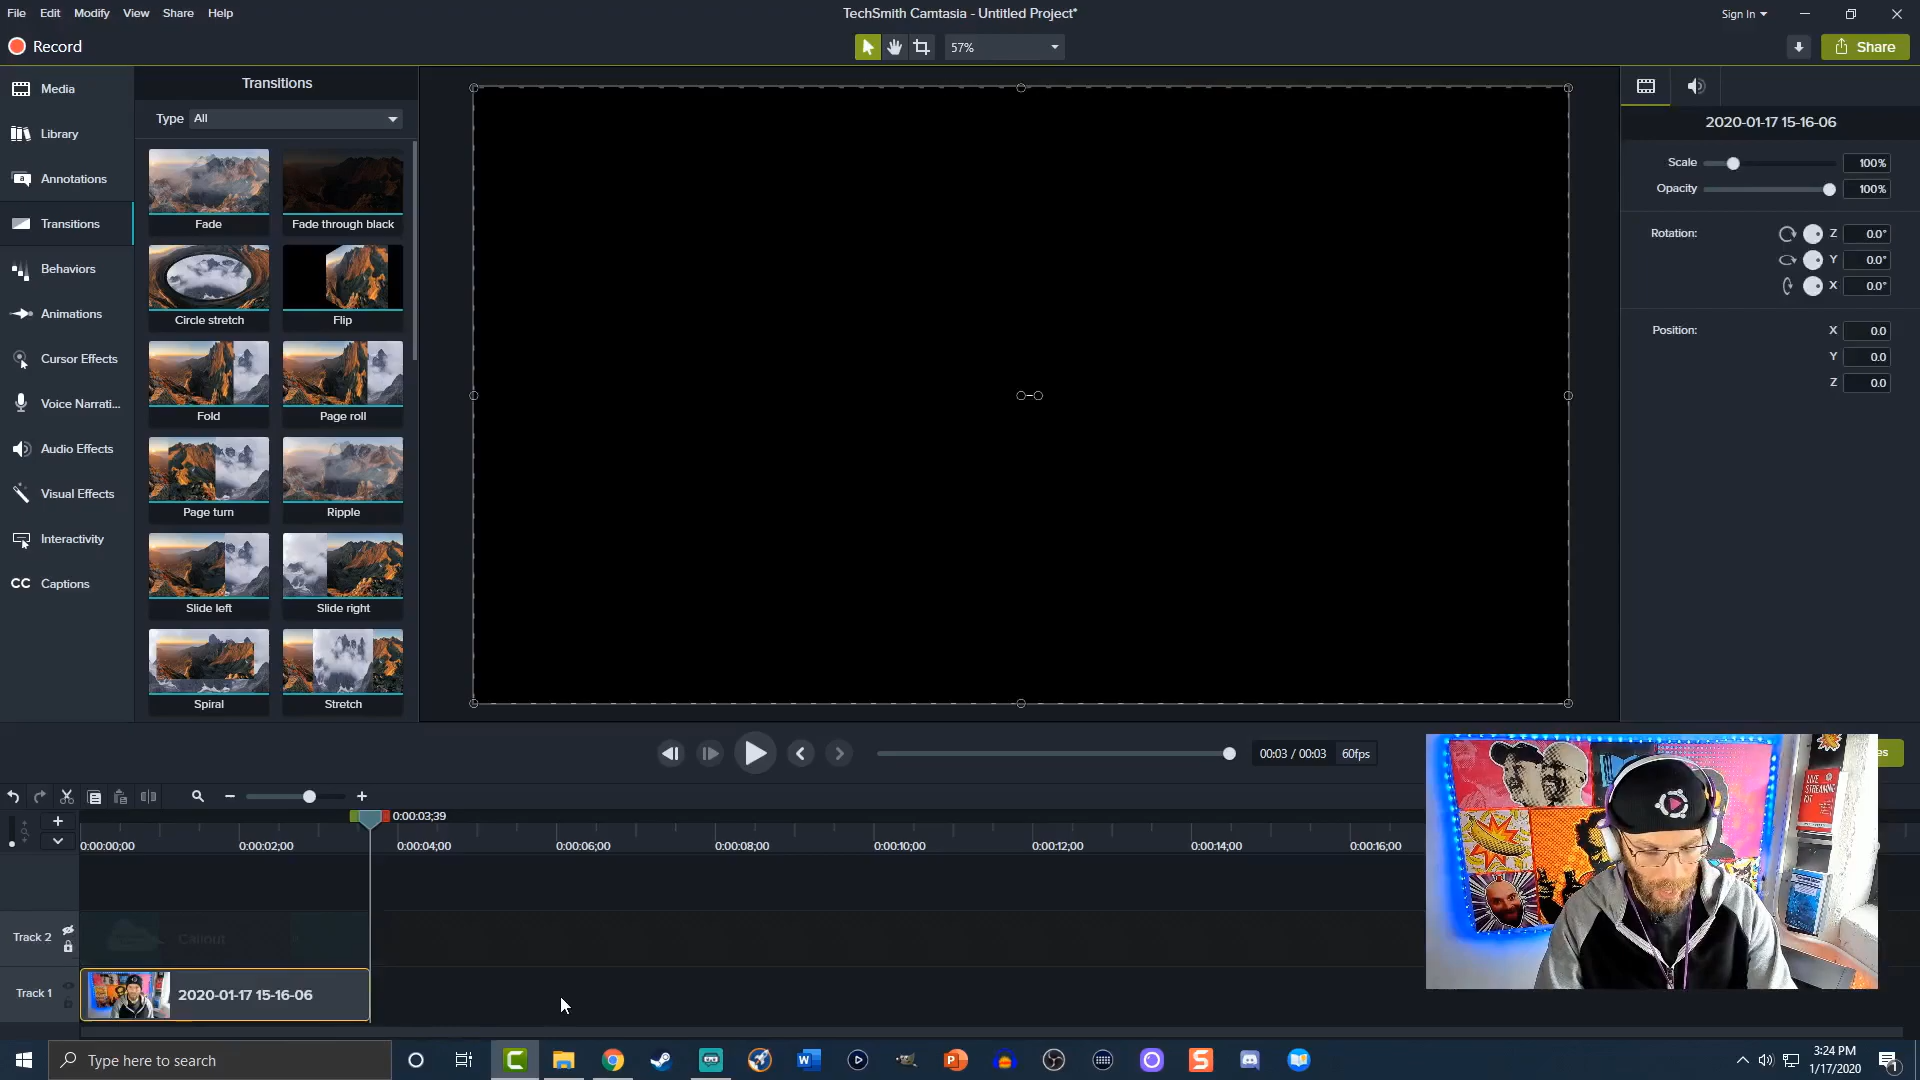 File Edit Modify View Share Help
TechSmith Camtasia - Untitled Project*
Sign In
Record
57%
Share
Media
Library
Annotations
Transitions
Behaviors
Animations
Cursor Effects
Voice Narrati...
Audio Effects
Visual Effects
Interactivity
CC Captions
Transitions
Type All
Fade Fade through black
Circle stretch Flip
Fold Page roll
Page turn Ripple
Slide left Slide right
Spiral Stretch
2020-01-17 15-16-06
Scale 100%
Opacity 100%
Rotation: Z 0.0°
Y 0.0°
X 0.0°
Position: X 0.0
Y 0.0
Z 0.0
00:03 / 00:03 60fps
es
LIVE
STREAMING
KIT
0:00:03;39
0:00:00;00 0:00:02;00 0:00:04;00 0:00:06;00 0:00:08;00 0:00:10;00 0:00:12;00 0:00:14;00 0:00:16;00
Track 2 Callout
Track 1 2020-01-17 15-16-06
Type here to search
3:24 PM
1/17/2020
1